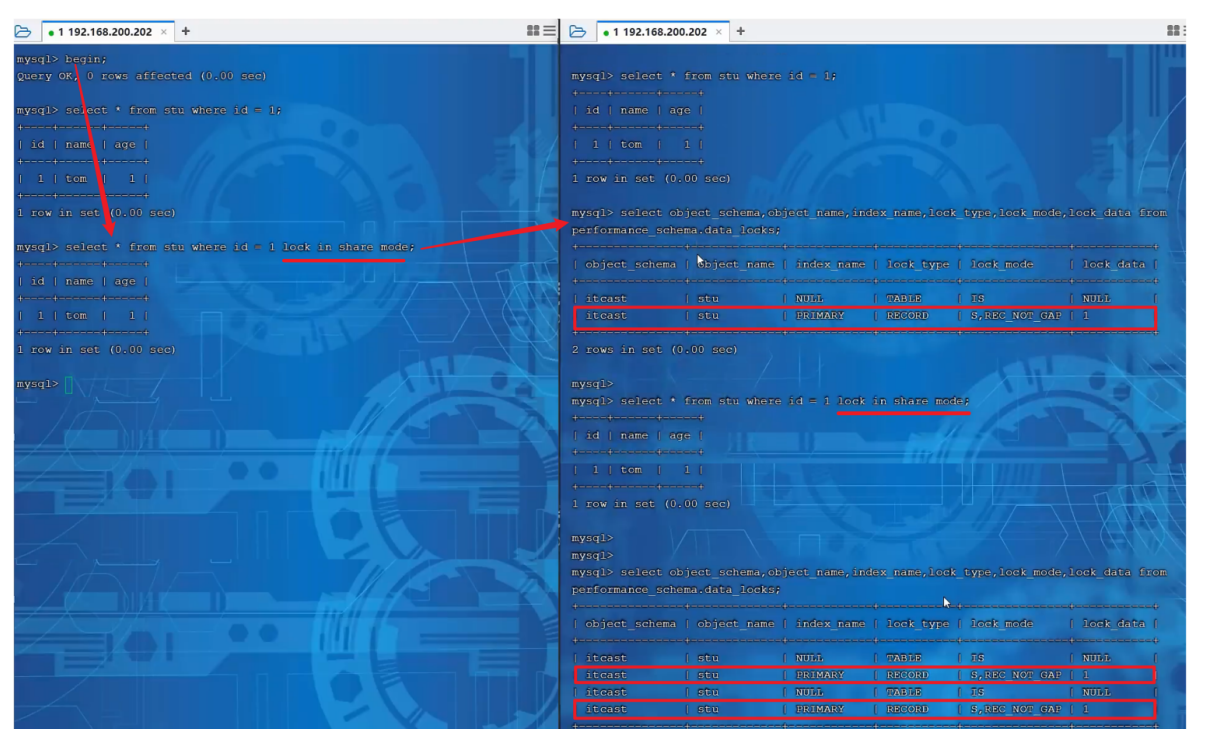 1 192.168.200.202 × +
mysql> begin;
Query OK, 0 rows affected (0.00 sec)
mysql> select * from stu where id = 1;
+----+------+-----+
| id | name | age |
+----+------+-----+
| 1 | tom | 1 |
+----+------+-----+
1 row in set (0.00 sec)
mysql> select * from stu where id = 1 lock in share mode;
+----+------+-----+
| id | name | age |
+----+------+-----+
| 1 | tom | 1 |
+----+------+-----+
1 row in set (0.00 sec)
mysql>
1 192.168.200.202 × +
mysql> select * from stu where id = 1;
+----+------+-----+
| id | name | age |
+----+------+-----+
| 1 | tom | 1 |
+----+------+-----+
1 row in set (0.00 sec)
mysql> select object_schema,object_name,index_name,lock_type,lock_mode,lock_data from
performance_schema.data_locks;
+---------------+-------------+------------+-----------+---------------+-----------+
| object_schema | object_name | index_name | lock_type | lock_mode | lock_data |
+---------------+-------------+------------+-----------+---------------+-----------+
| itcast | stu | NULL | TABLE | IS | NULL |
| itcast | stu | PRIMARY | RECORD | S,REC_NOT_GAP | 1
+---------------+-------------+------------+-----------+---------------+-----------+
2 rows in set (0.00 sec)
mysql>
mysql> select * from stu where id = 1 lock in share mode;
+----+------+-----+
| id | name | age |
+----+------+-----+
| 1 | tom | 1 |
+----+------+-----+
1 row in set (0.00 sec)
mysql>
mysql>
mysql> select object_schema,object_name,index_name,lock_type,lock_mode,lock_data from
performance_schema.data_locks;
+---------------+-------------+------------+-----------+---------------+-----------+
| object_schema | object_name | index_name | lock_type | lock_mode | lock_data |
+---------------+-------------+------------+-----------+---------------+-----------+
| itcast | stu | NULL | TABLE | IS | NULL |
| itcast | stu | PRIMARY | RECORD | S,REC_NOT_GAP | 1
| itcast | stu | NULL | TABLE | IS | NULL |
| itcast | stu | PRIMARY | RECORD | S,REC_NOT_GAP | 1
+---------------+-------------+------------+-----------+---------------+-----------+